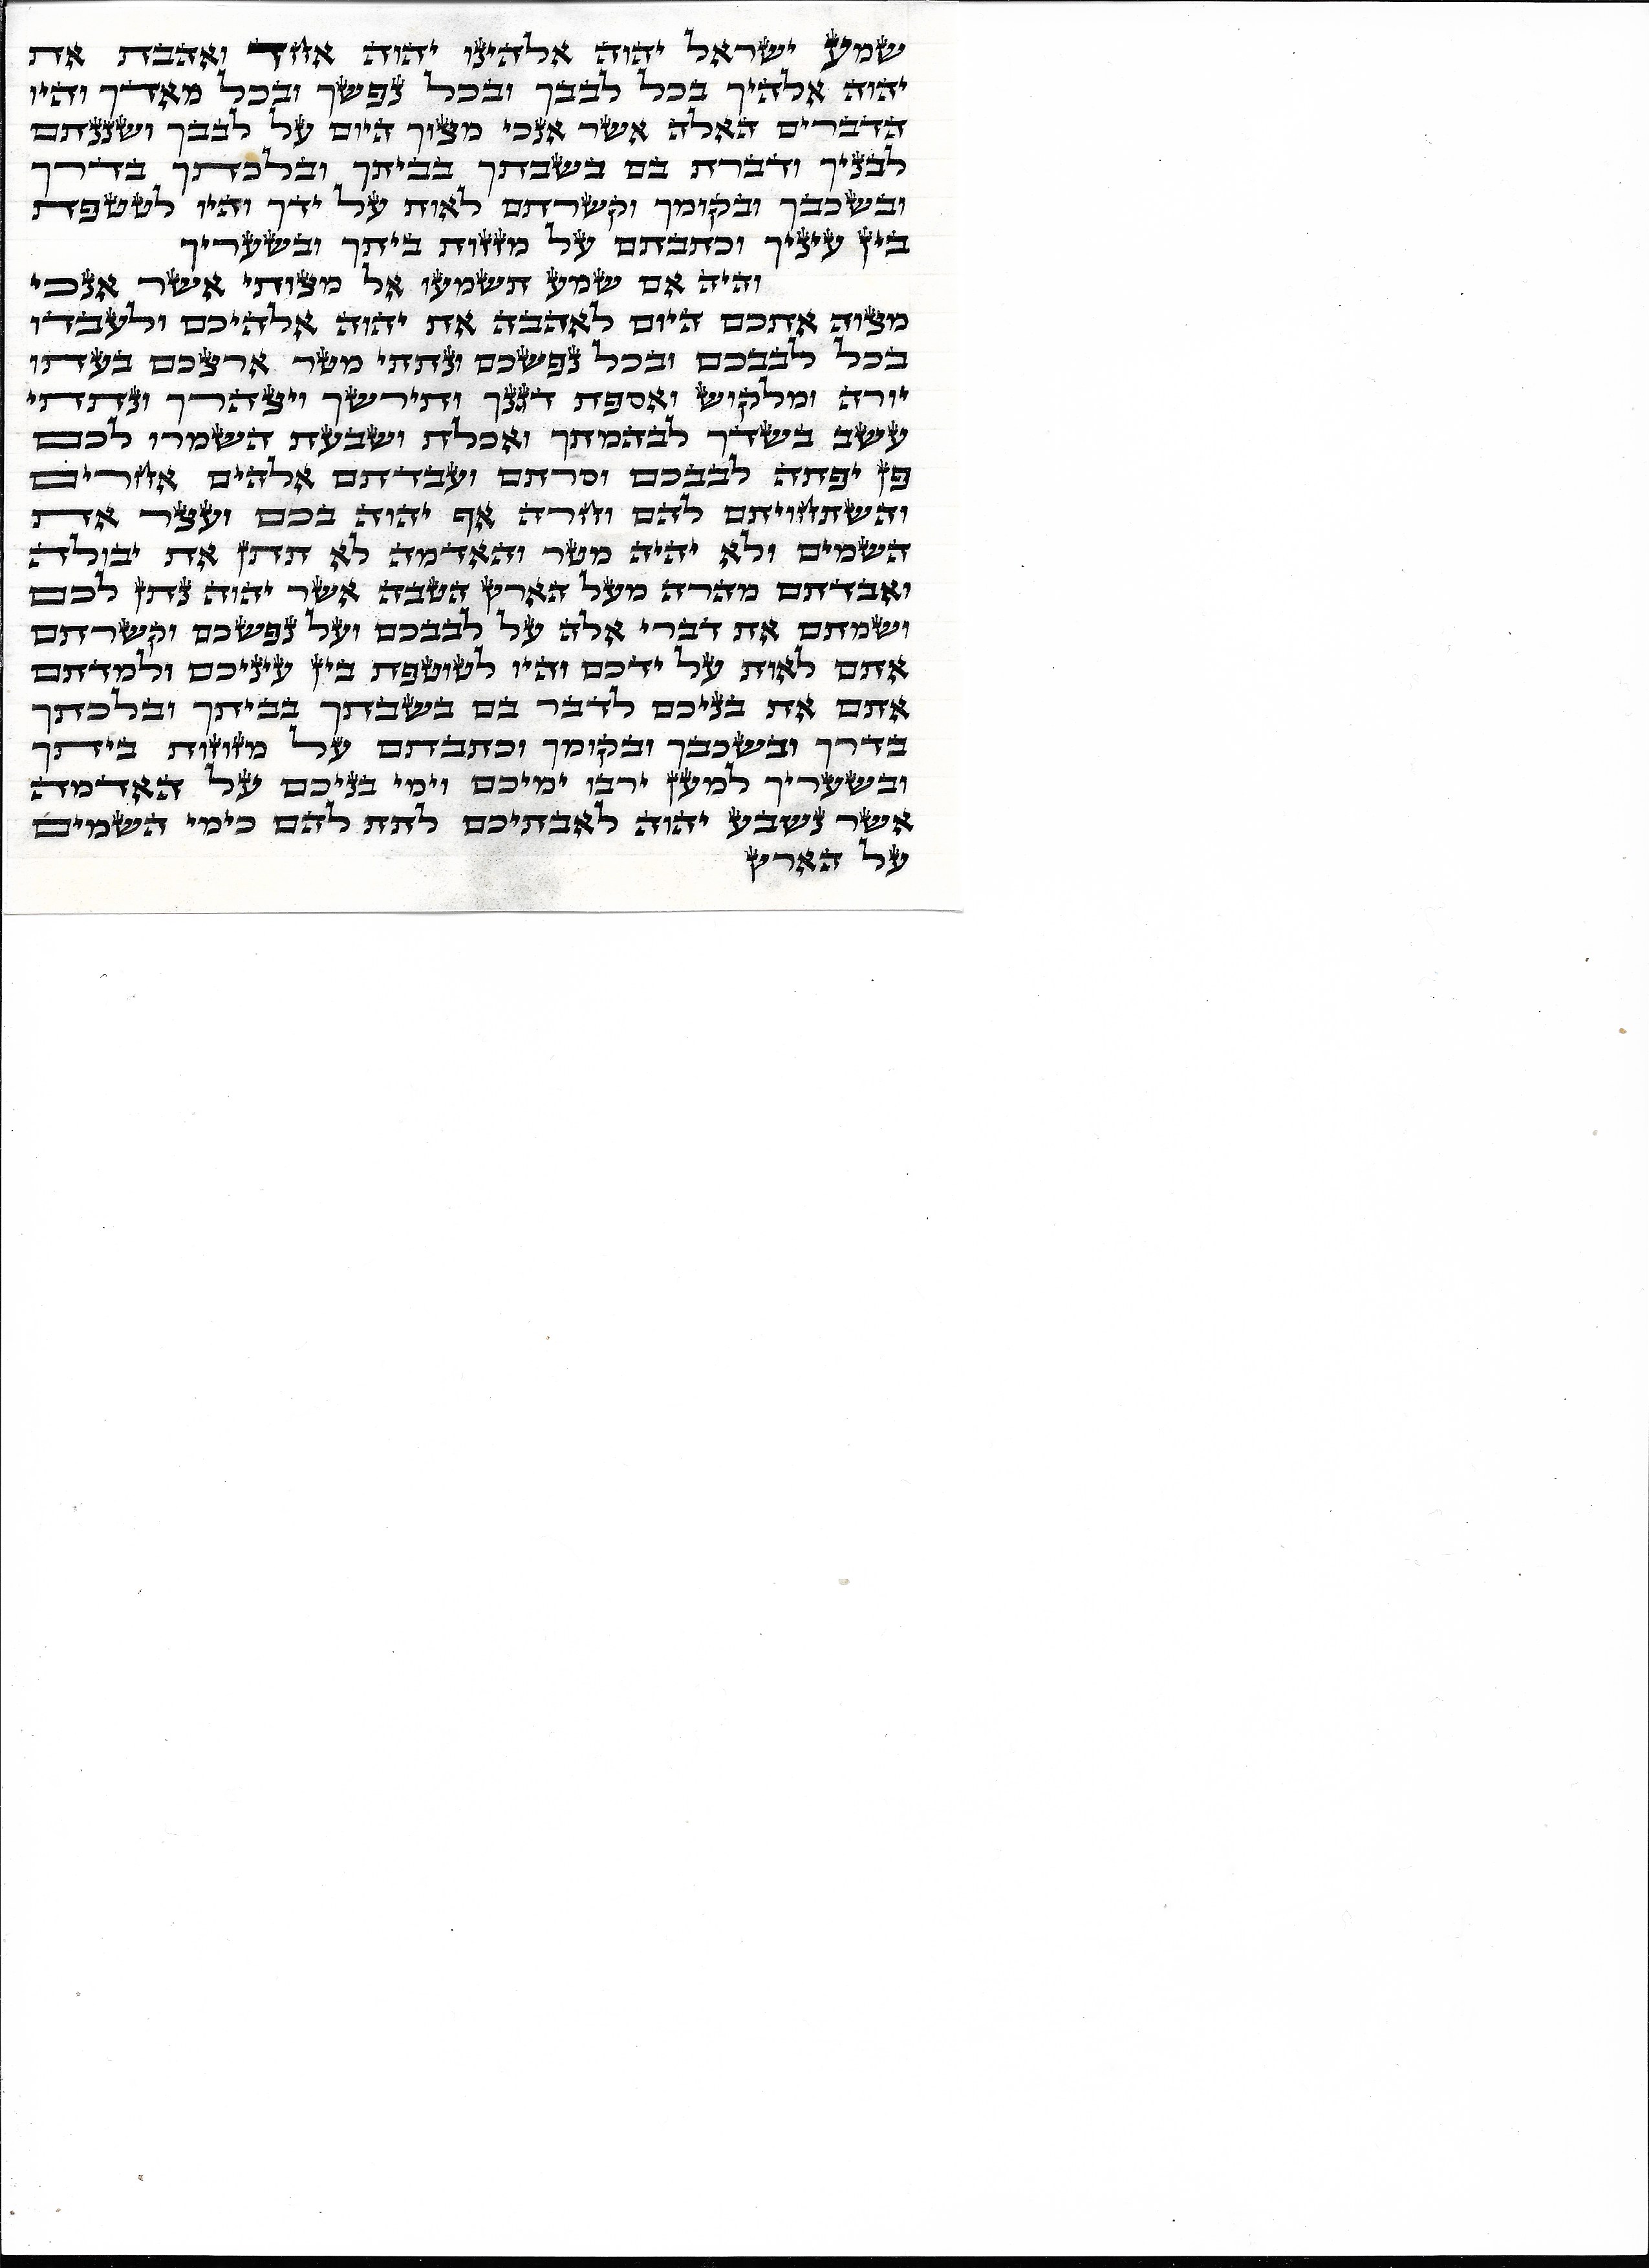 שמע ישראל יהוה אלהינו יהוה אחד ואהבת את
יהוה אלהיך בכל לבבך ובכל נפשך ובכל מאדך והיו
הדברים האלה אשר אנכי מצוך היום על לבבך ושננתם
לבניך ודברת בם בשבתך בביתך ובלכתך בדרך
ובשכבך ובקומך וקשרתם לאות על ידך והיו לטטפת
בין עיניך וכתבתם על מזזות ביתך ובשעריך
והיה אם שמע תשמעו אל מצותי אשר אנכי
מצוה אתכם היום לאהבה את יהוה אלהיכם ולעבדו
בכל לבבכם ובכל נפשכם ונתתי מטר ארצכם בעתו
יורה ומלקוש ואספת דגנך ותירשך ויצהרך ונתתי
עשב בשדך לבהמתך ואכלת ושבעת השמרו לכם
פן יפתה לבבכם וסרתם ועבדתם אלהים אחרים
והשתחויתם להם וחרה אף יהוה בכם ועצר את
השמים ולא יהיה מטר והאדמה לא תתן את יבולה
ואבדתם מהרה מעל הארץ הטבה אשר יהוה נתן לכם
ושמתם את דברי אלה על לבבכם ועל נפשכם וקשרתם
אתם לאות על ידכם והיו לטוטפת בין עיניכם ולמדתם
אתם את בניכם לדבר בם בשבתך בביתך ובלכתך
בדרך ובשכבך ובקומך וכתבתם על מזוזות ביתך
ובשעריך למען ירבו ימיכם וימי בניכם על האדמה
אשר נשבע יהוה לאבתיכם לתת להם כימי השמים
על הארץ